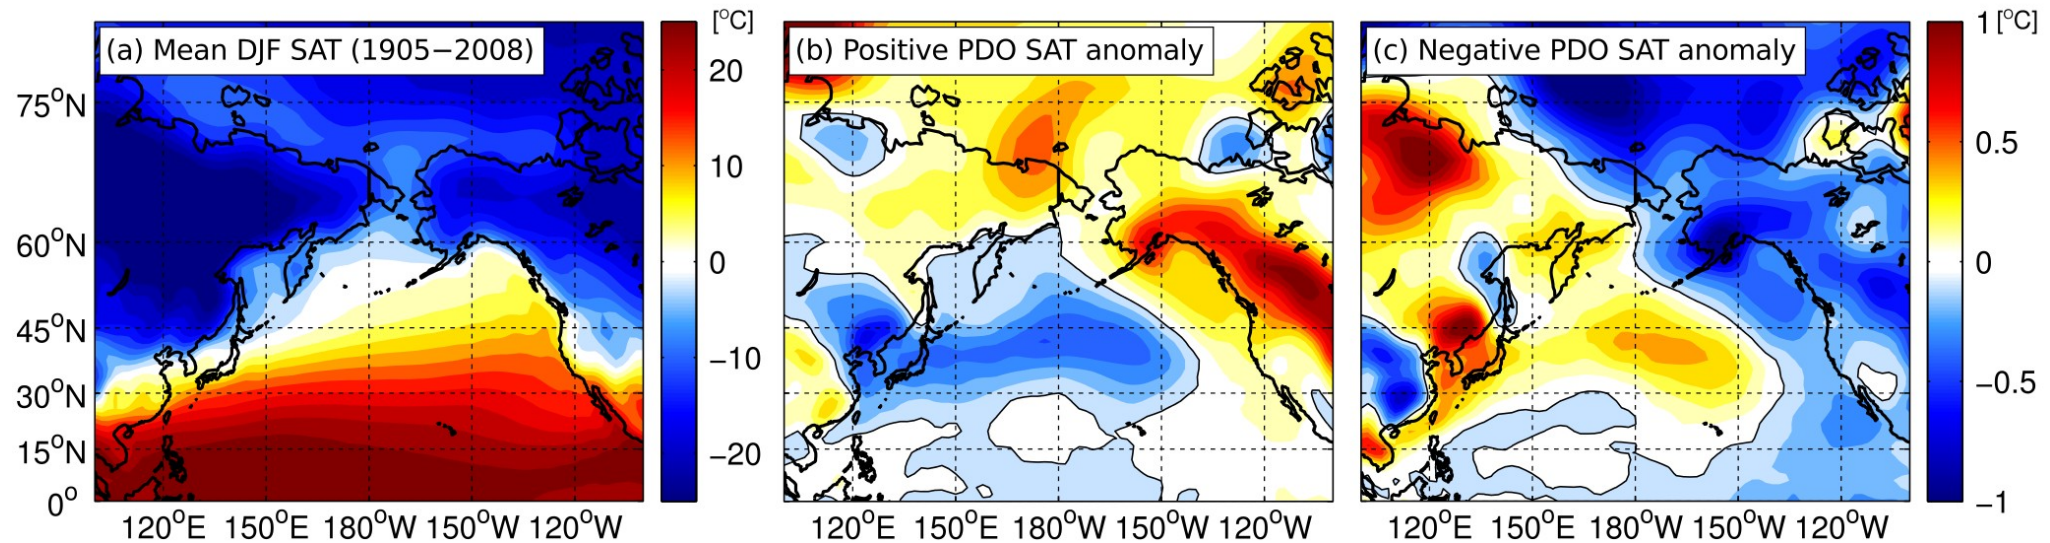 [°C]
1 [°C]
(a) Mean DJF SAT (1905−2008)
(b) Positive PDO SAT anomaly
(c) Negative PDO SAT anomaly
20
75°N
0.5
10
60°N
0
0
45°N
−10
−0.5
30°N
15°N
−20
0°
−1
120°E 150°E 180°W 150°W 120°W
120°E 150°E 180°W 150°W 120°W
120°E 150°E 180°W 150°W 120°W